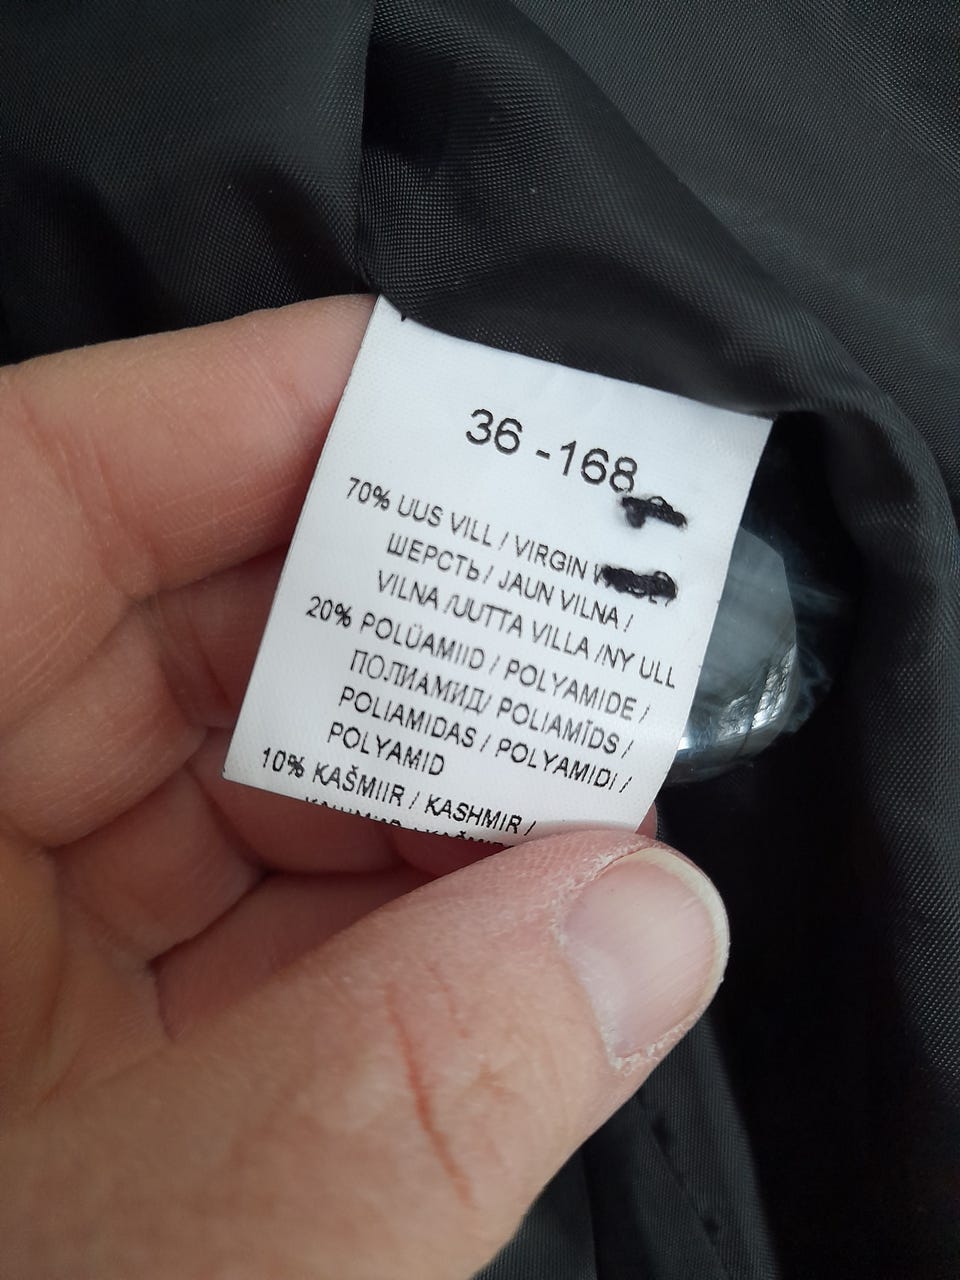 36 -168
70% UUS VILL / VIRGIN
ШЕРСТЬ / JAUN VILNA /
VILNA /UUTTA VILLA /NY ULL
20% POLÜAMIID / POLYAMIDE /
ПОЛИАМИД/ POLIAMĪDS /
POLIAMIDAS / POLYAMIDI /
POLYAMID
10% KAŠMIIR / KASHMIR /